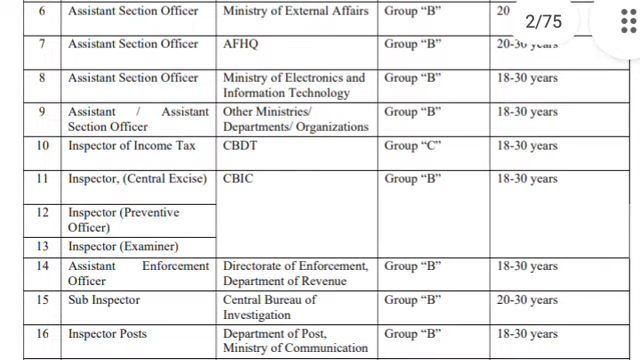 6 Assistant Section Officer Ministry of External Affairs Group “B” 20
2/75
7 Assistant Section Officer AFHQ Group “B” 20-30 years
8 Assistant Section Officer Ministry of Electronics and Group “B” 18-30 years
Information Technology
9 Assistant / Assistant Other Ministries/ Group “B” 18-30 years
Section Officer Departments/ Organizations
10 Inspector of Income Tax CBDT Group “C” 18-30 years
11 Inspector, (Central Excise) CBIC Group “B” 18-30 years
12 Inspector (Preventive
Officer)
13 Inspector (Examiner)
14 Assistant Enforcement Directorate of Enforcement, Group “B” 18-30 years
Officer Department of Revenue
15 Sub Inspector Central Bureau of Group “B” 20-30 years
Investigation
16 Inspector Posts Department of Post, Group “B” 18-30 years
Ministry of Communication